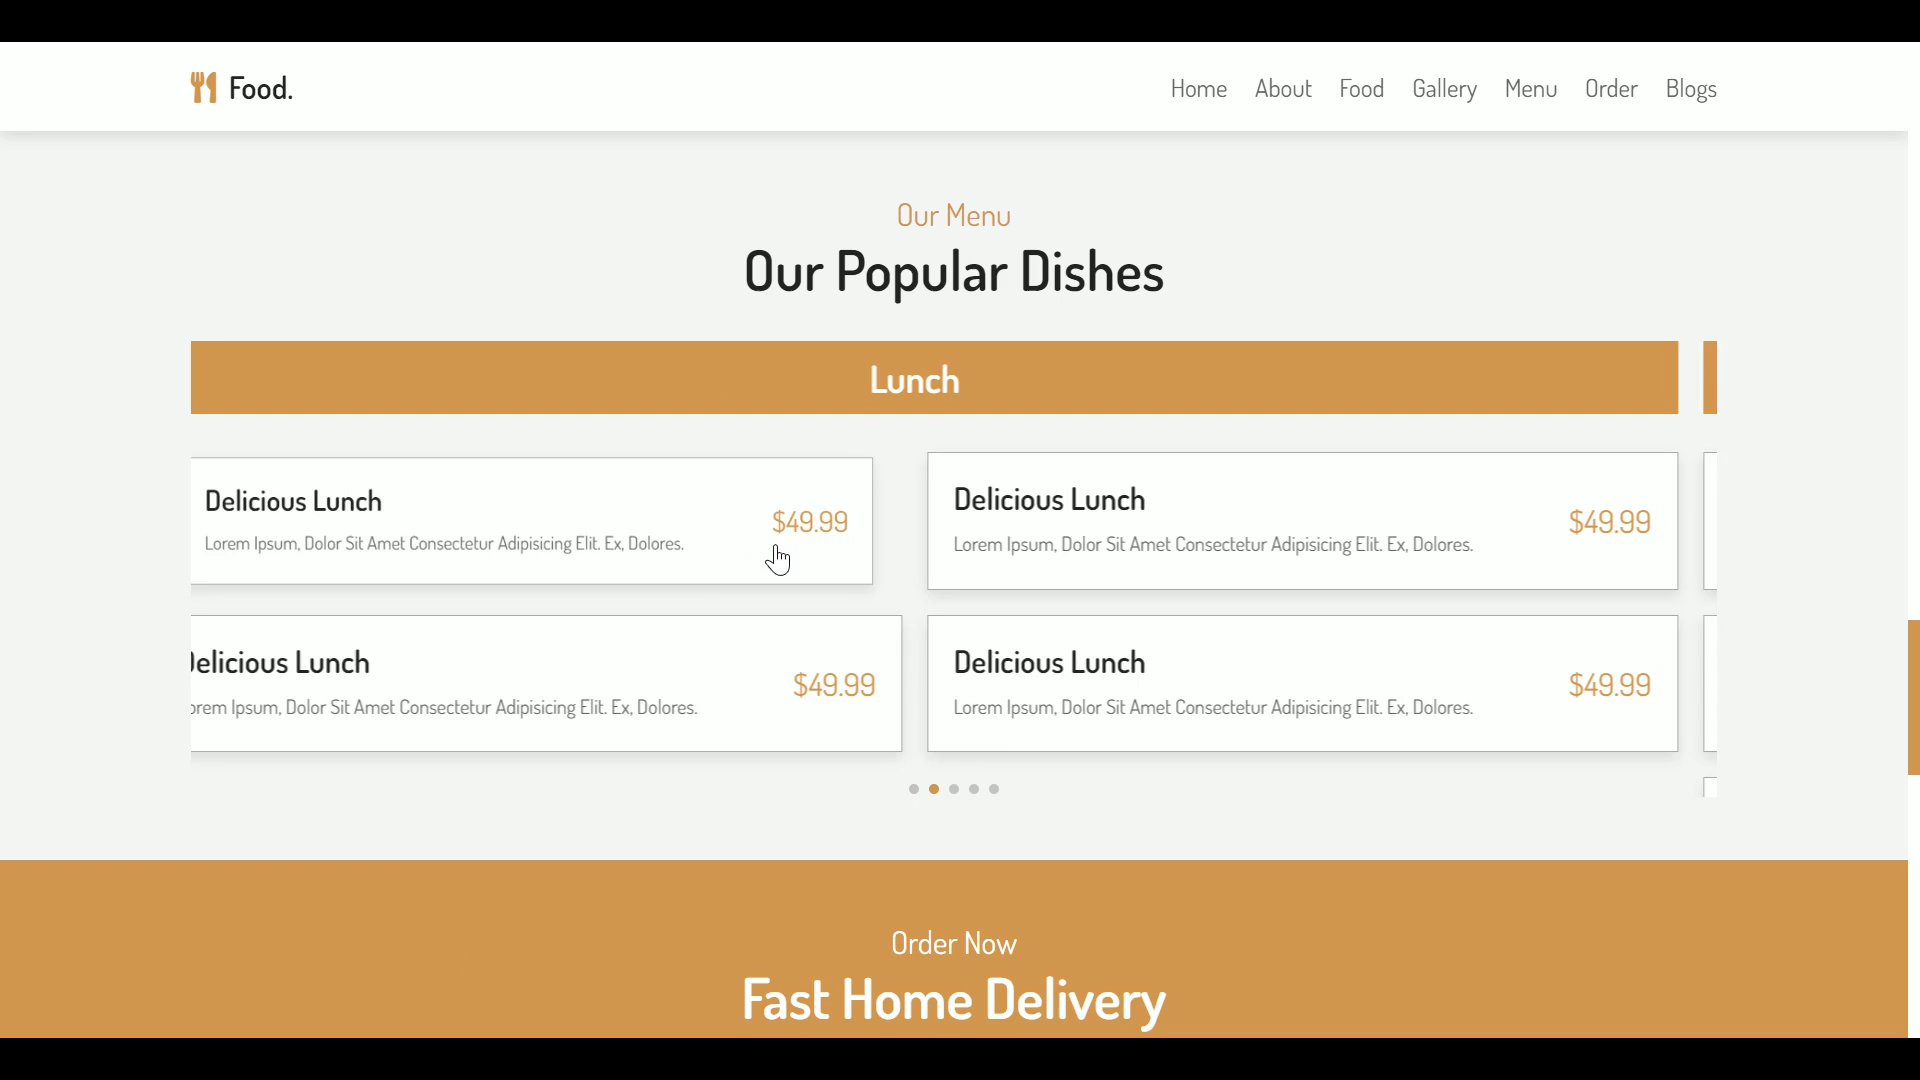 Food.
Home About Food Gallery Menu Order Blogs
Our Menu
Our Popular Dishes
Lunch
Delicious Lunch
Lorem Ipsum, Dolor Sit Amet Consectetur Adipisicing Elit. Ex, Dolores.
$49.99
Delicious Lunch
Lorem Ipsum, Dolor Sit Amet Consectetur Adipisicing Elit. Ex, Dolores.
$49.99
elicious Lunch
orem Ipsum, Dolor Sit Amet Consectetur Adipisicing Elit. Ex, Dolores.
$49.99
Delicious Lunch
Lorem Ipsum, Dolor Sit Amet Consectetur Adipisicing Elit. Ex, Dolores.
$49.99
Order Now
Fast Home Delivery